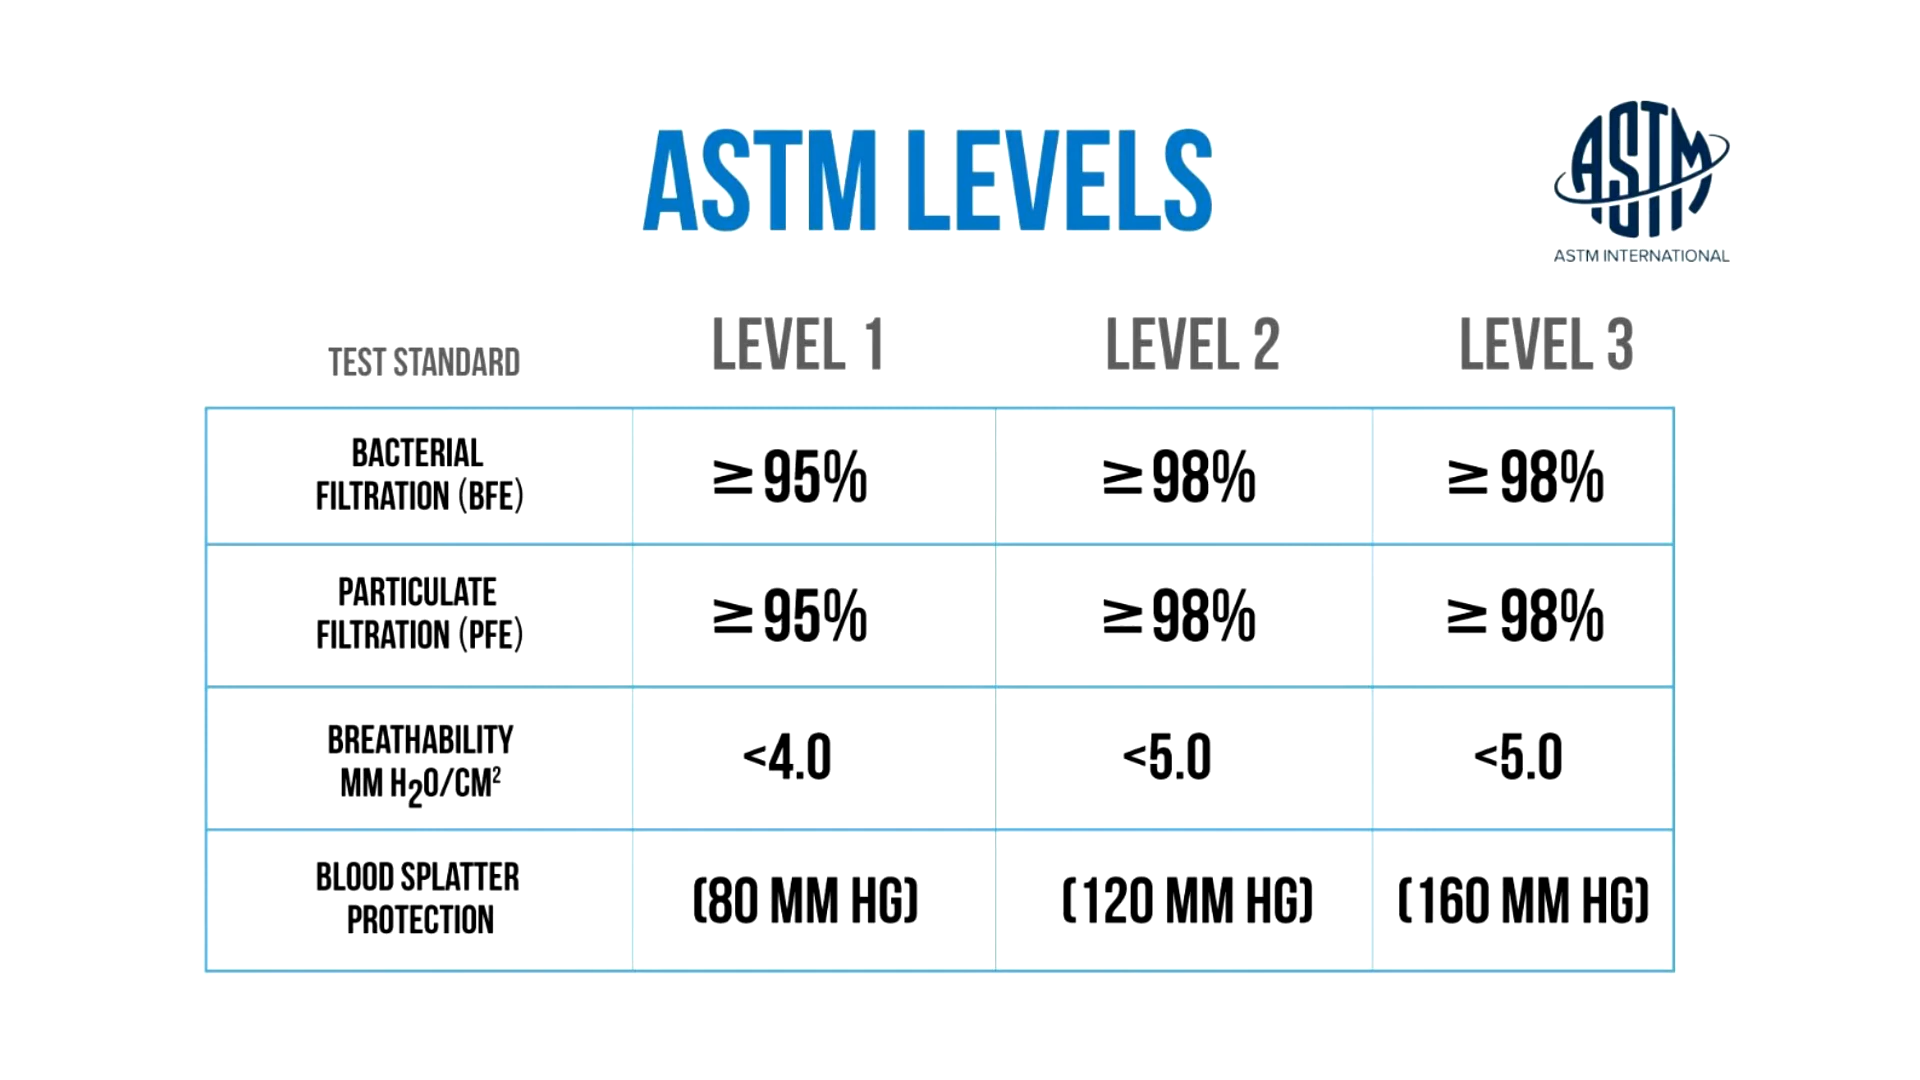 ASTM LEVELS
ASTM
ASTM INTERNATIONAL
TEST STANDARD LEVEL 1 LEVEL 2 LEVEL 3
BACTERIAL
FILTRATION (BFE)
≥95% ≥98% ≥98%
PARTICULATE
FILTRATION (PFE)
≥95% ≥98% ≥98%
BREATHABILITY
MM H₂O/CM²
<4.0 <5.0 <5.0
BLOOD SPLATTER
PROTECTION
(80 MM HG) (120 MM HG) (160 MM HG)